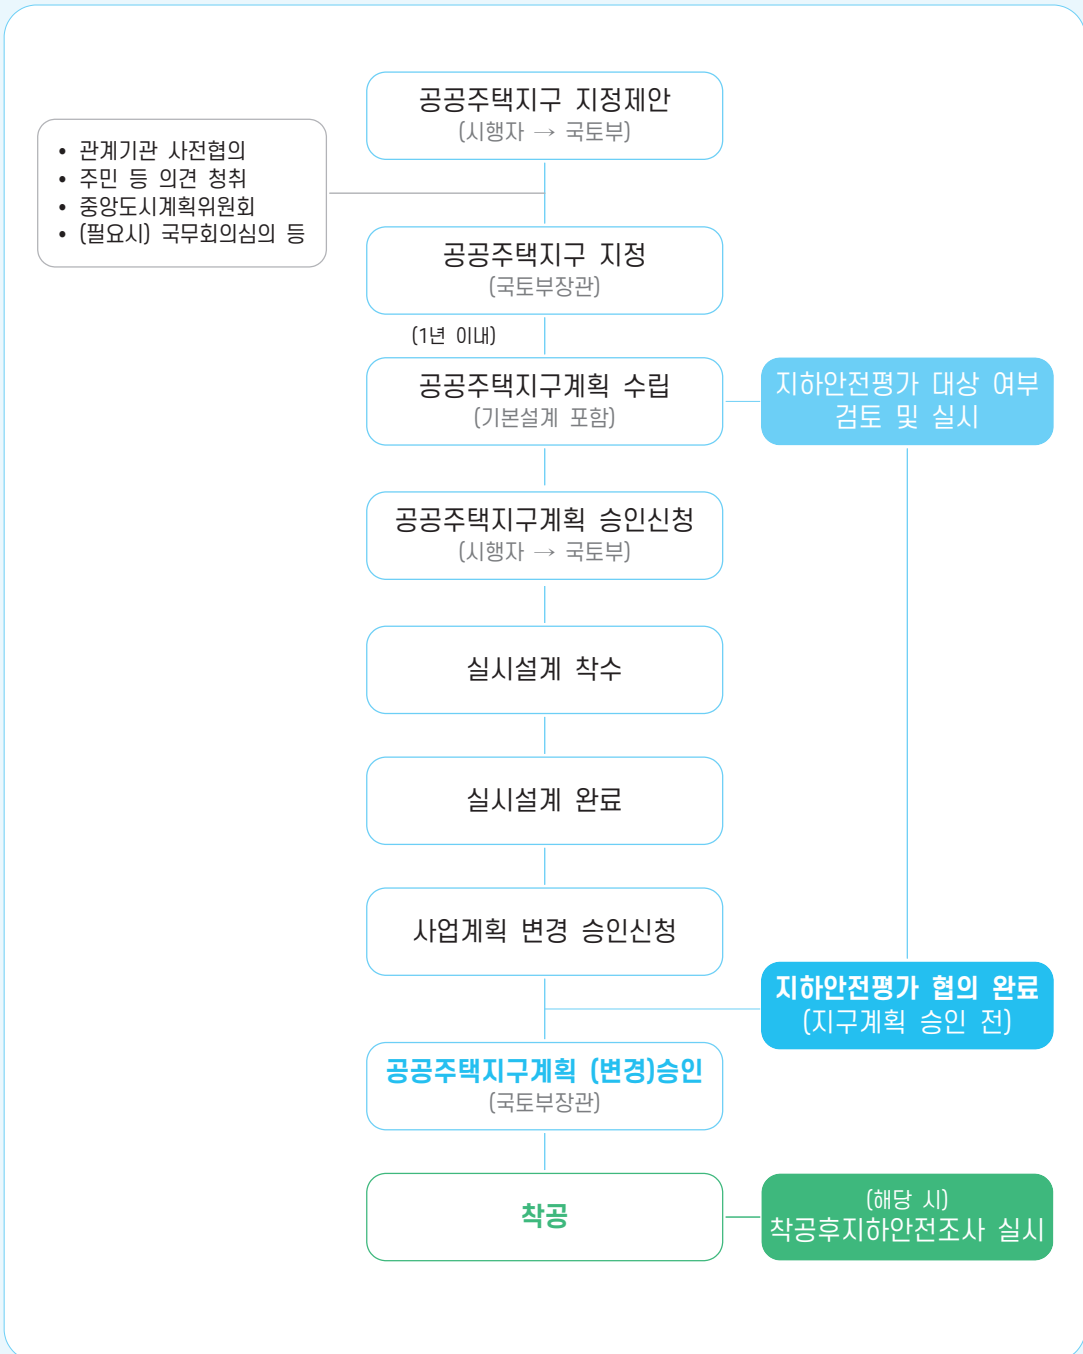 공공주택지구 지정제안
(시행자 → 국토부)
• 관계기관 사전협의
• 주민 등 의견 청취
• 중앙도시계획위원회
• (필요시) 국무회의심의 등
공공주택지구 지정
(국토부장관)
(1년 이내)
공공주택지구계획 수립
(기본설계 포함)
지하안전평가 대상 여부
검토 및 실시
공공주택지구계획 승인신청
(시행자 → 국토부)
실시설계 착수
실시설계 완료
사업계획 변경 승인신청
지하안전평가 협의 완료
(지구계획 승인 전)
공공주택지구계획 (변경)승인
(국토부장관)
착공
(해당 시)
착공후지하안전조사 실시